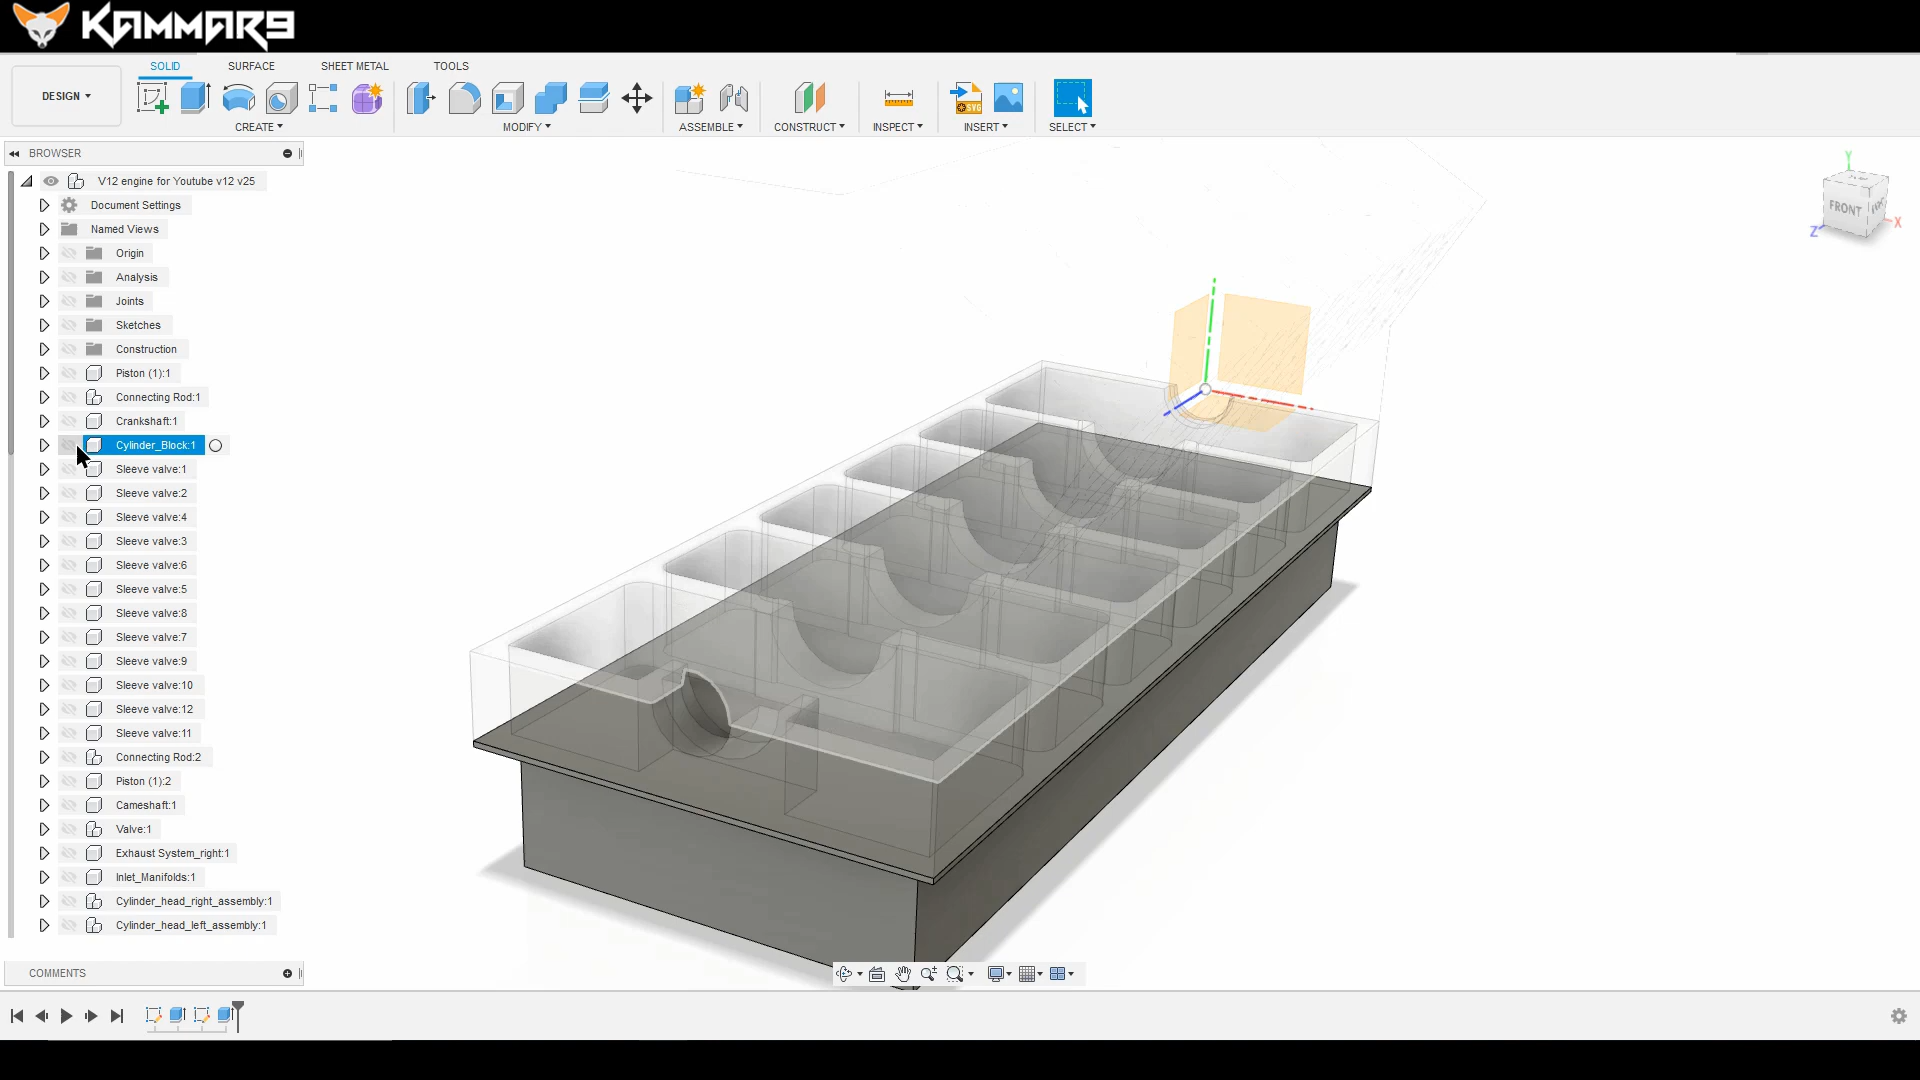 KAMMAR9
SOLID
SURFACE
SHEET METAL
TOOLS
DESIGN
CREATE
MODIFY
ASSEMBLE
CONSTRUCT
INSPECT
SVG
INSERT
SELECT
BROWSER
V12 engine for Youtube v12 v25
Document Settings
Named Views
Origin
Analysis
Joints
Sketches
Construction
Piston (1):1
Connecting Rod:1
Crankshaft:1
Cylinder_Block:1
Sleeve valve:1
Sleeve valve:2
Sleeve valve:4
Sleeve valve:3
Sleeve valve:6
Sleeve valve:5
Sleeve valve:8
Sleeve valve:7
Sleeve valve:9
Sleeve valve:10
Sleeve valve:12
Sleeve valve:11
Connecting Rod:2
Piston (1):2
Cameshaft:1
Valve:1
Exhaust System_right:1
Inlet_Manifolds:1
Cylinder_head_right_assembly:1
Cylinder_head_left_assembly:1
COMMENTS
Y
FRONT
X
Z